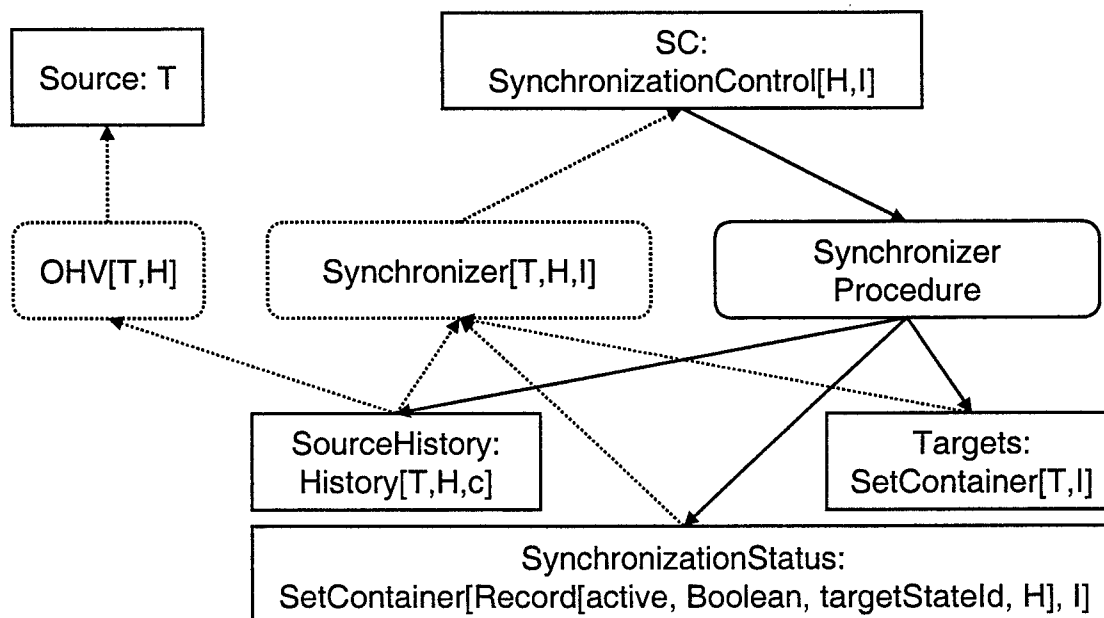 Source: T
SC:
SynchronizationControl[H,I]
OHV[T,H]
Synchronizer[T,H,I]
Synchronizer
Procedure
SourceHistory:
History[T,H,c]
Targets:
SetContainer[T,I]
SynchronizationStatus:
SetContainer[Record[active, Boolean, targetStateId, H], I]